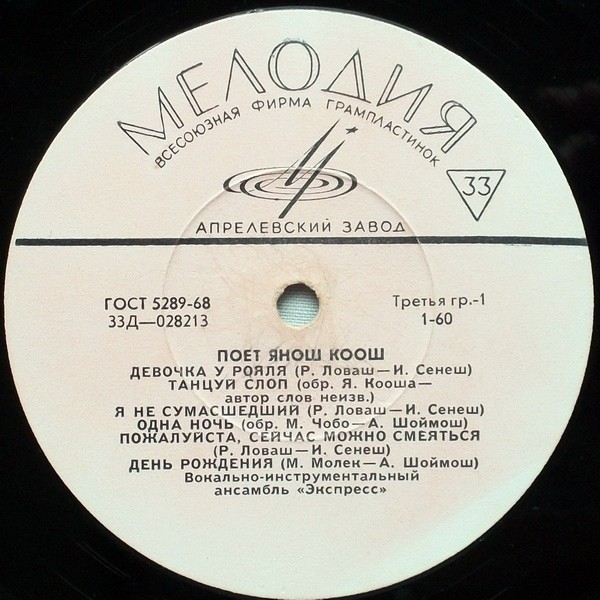 МЕЛОДИЯ
ВСЕСОЮЗНАЯ ФИРМА ГРАМПЛАСТИНОК
33
АПРЕЛЕВСКИЙ ЗАВОД
ГОСТ 5289-68
Третья гр.-1
33Д—028213
1-60
ПОЕТ ЯНОШ КООШ
ДЕВОЧКА У РОЯЛЯ (Р. Ловаш—И. Сенеш)
ТАНЦУЙ СЛОП (обр. Я. Кооша—
автор слов неизв.)
Я НЕ СУМАСШЕДШИЙ (Р. Ловаш—И. Сенеш)
ОДНА НОЧЬ (обр. М. Чобо—А. Шоймош)
ПОЖАЛУЙСТА, СЕЙЧАС МОЖНО СМЕЯТЬСЯ
(Р. Ловаш—И. Сенеш)
ДЕНЬ РОЖДЕНИЯ (М. Молек—А. Шоймош)
Вокально-инструментальный
ансамбль «Экспресс»